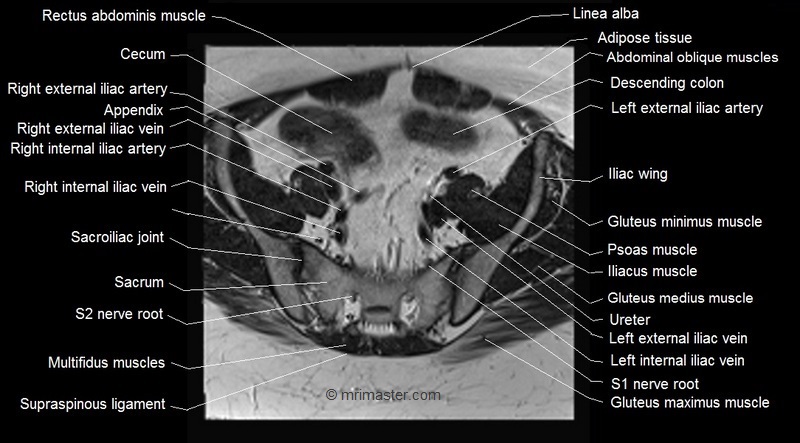 Rectus abdominis muscle
Cecum
Right external iliac artery
Appendix
Right external iliac vein
Right internal iliac artery
Right internal iliac vein
Sacroiliac joint
Sacrum
S2 nerve root
Multifidus muscles
Supraspinous ligament
Linea alba
Adipose tissue
Abdominal oblique muscles
Descending colon
Left external iliac artery
Iliac wing
Gluteus minimus muscle
Psoas muscle
Iliacus muscle
Gluteus medius muscle
Ureter
Left external iliac vein
Left internal iliac vein
S1 nerve root
Gluteus maximus muscle
© mrimaster.com